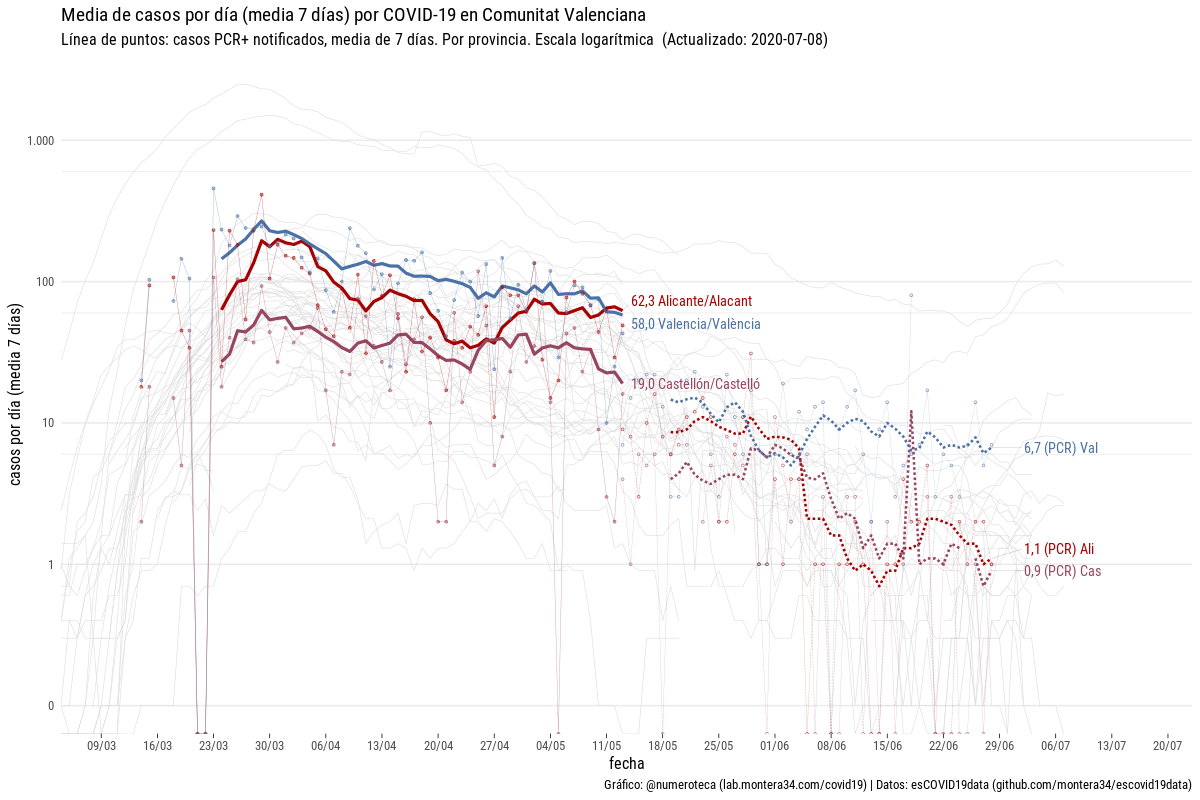 Media de casos por día (media 7 días) por COVID-19 en Comunitat Valenciana
Línea de puntos: casos PCR+ notificados, media de 7 días. Por provincia. Escala logarítmica (Actualizado: 2020-07-08)
casos por día (media 7 días)
1.000
100
10
1
0
62,3 Alicante/Alacant
58,0 Valencia/València
19,0 Castellón/Castelló
6,7 (PCR) Val
1,1 (PCR) Ali
0,9 (PCR) Cas
09/03 16/03 23/03 30/03 06/04 13/04 20/04 27/04 04/05 11/05 18/05 25/05 01/06 08/06 15/06 22/06 29/06 06/07 13/07 20/07
fecha
Gráfico: @numeroteca (lab.montera34.com/covid19) | Datos: esCOVID19data (github.com/montera34/escovid19data)